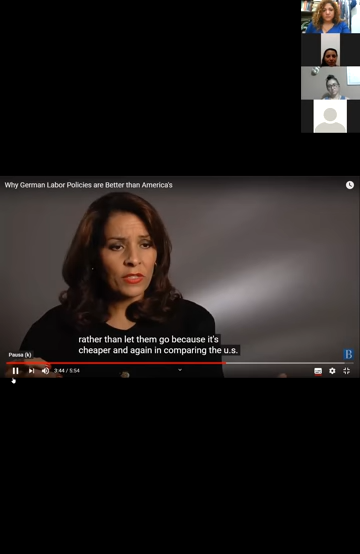 Why German Labor Policies are Better than America's
rather than let them go because it's
cheaper and again in comparing the u.s.
Pausa (k)
B
3:44 / 5:54